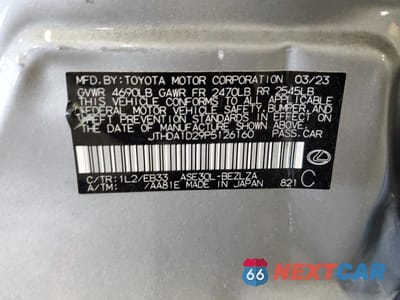 MFD. BY: TOYOTA MOTOR CORPORATION 03/23
GVWR 4690LB GAWR FR 2470LB RR 2545LB
THIS VEHICLE CONFORMS TO ALL APPLICABLE
FEDERAL MOTOR VEHICLE SAFETY, BUMPER, AND
THEFT PREVENTION STANDARDS IN EFFECT ON
THE DATE OF MANUFACTURE SHOWN ABOVE.
JTHDA1D29P5126160 PASS.CAR
C/TR:1L2/EB33 ASE30L-BEZLZA
A/TM: /AA81E MADE IN JAPAN 821 C
66 NEXTCAR